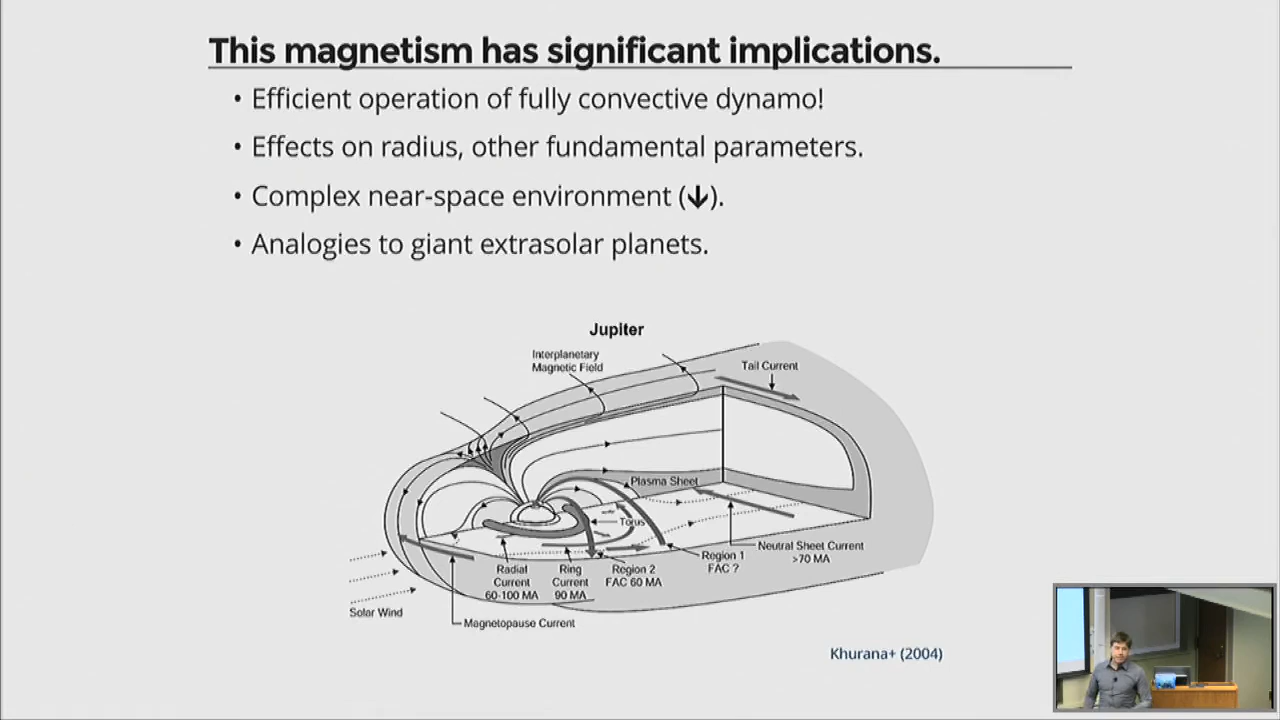 This magnetism has significant implications.
• Efficient operation of fully convective dynamo!
• Effects on radius, other fundamental parameters.
• Complex near-space environment (↓).
• Analogies to giant extrasolar planets.
Jupiter
Interplanetary
Magnetic Field
Tail Current
Plasma Sheet
Torus
Neutral Sheet Current
>70 MA
Region 1
FAC ?
Radial
Current
60-100 MA
Ring
Current
90 MA
Region 2
FAC 60 MA
Solar Wind
Magnetopause Current
Khurana+ (2004)